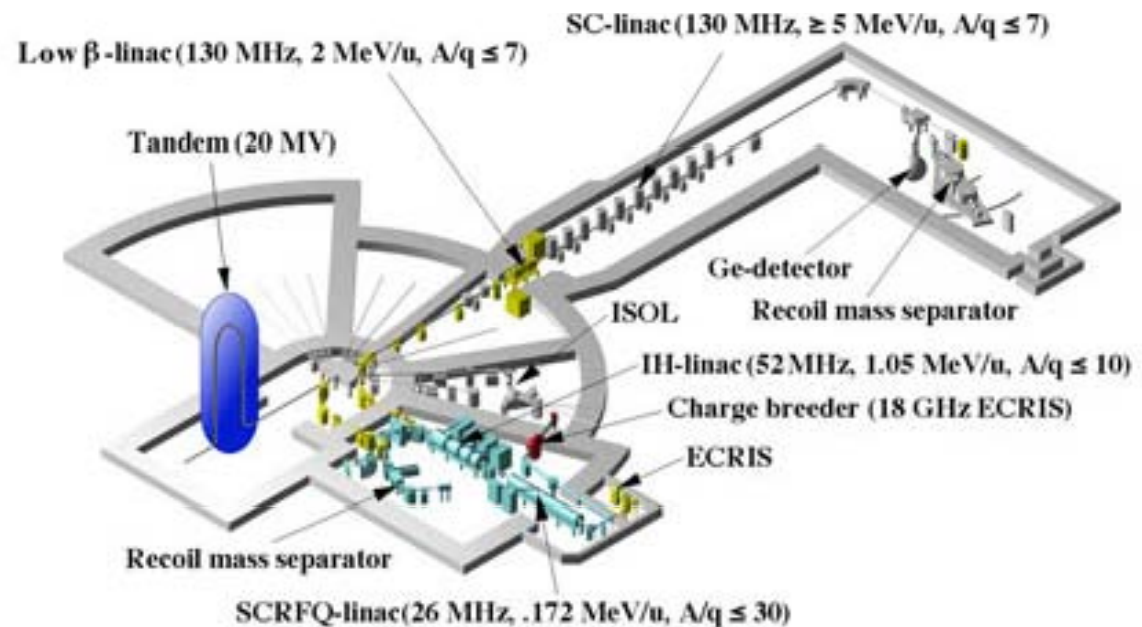 SC-linac (130 MHz, ≥ 5 MeV/u, A/q ≤ 7)
Low β-linac (130 MHz, 2 MeV/u, A/q ≤ 7)
Tandem (20 MV)
Ge-detector
Recoil mass separator
ISOL
IH-linac (52 MHz, 1.05 MeV/u, A/q ≤ 10)
Charge breeder (18 GHz ECRIS)
ECRIS
Recoil mass separator
SCRFQ-linac (26 MHz, .172 MeV/u, A/q ≤ 30)